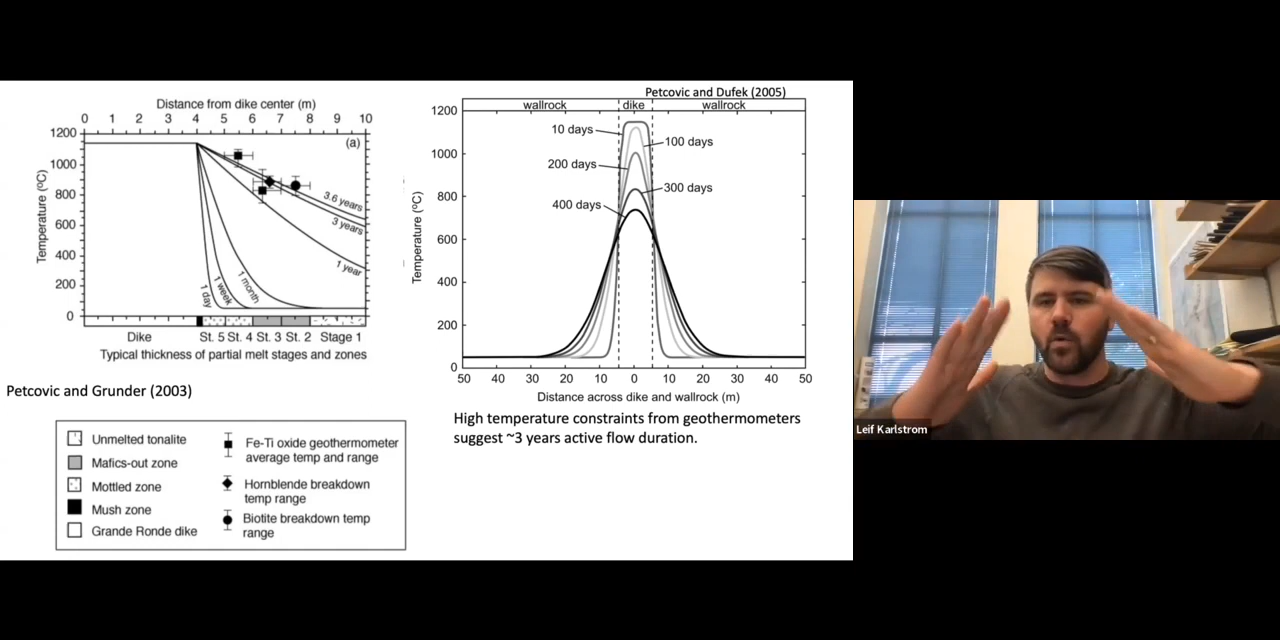 Distance from dike center (m)
0 1 2 3 4 5 6 7 8 9 10
1200
1000
800
600
400
200
0
Temperature (°C)
(a)
3.6 years
3 years
1 year
1 month
1 week
1 day
Dike St. 5 St. 4 St. 3 St. 2 Stage 1
Typical thickness of partial melt stages and zones
Petcovic and Grunder (2003)
Unmelted tonalite
Mafics-out zone
Mottled zone
Mush zone
Grande Ronde dike
Fe-Ti oxide geothermometer
average temp and range
Hornblende breakdown
temp range
Biotite breakdown temp
range
Petcovic and Dufek (2005)
wallrock dike wallrock
1200
1000
800
600
400
200
0
Temperature (°C)
10 days
100 days
200 days
300 days
400 days
50 40 30 20 10 0 10 20 30 40 50
Distance across dike and wallrock (m)
High temperature constraints from geothermometers
suggest ~3 years active flow duration.
Leif Karlstrom